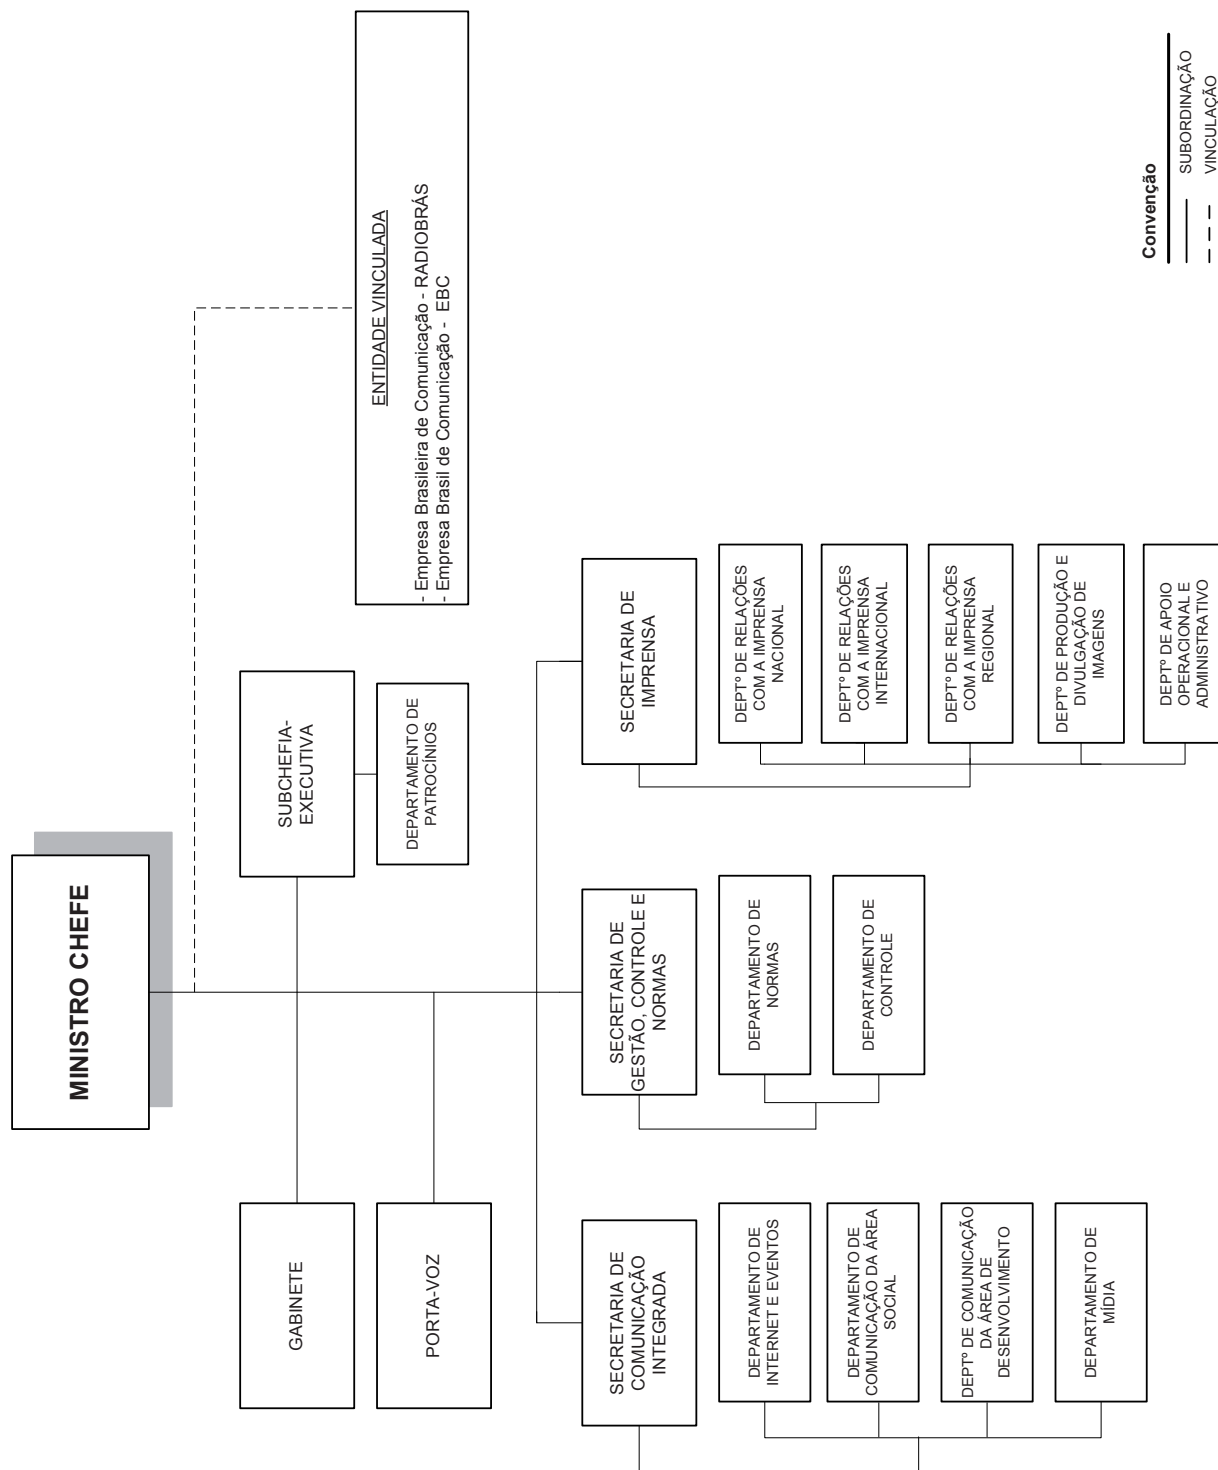 MINISTRO CHEFE
GABINETE
SUBCHEFIA-
EXECUTIVA
PORTA-VOZ
DEPARTAMENTO DE
PATROCÍNIOS
ENTIDADE VINCULADA
- Empresa Brasileira de Comunicação - RADIOBRÁS
- Empresa Brasil de Comunicação - EBC
SECRETARIA DE
COMUNICAÇÃO
INTEGRADA
DEPARTAMENTO DE
INTERNET E EVENTOS
DEPARTAMENTO DE
COMUNICAÇÃO DA ÁREA
SOCIAL
DEPTº DE COMUNICAÇÃO
DA ÁREA DE
DESENVOLVIMENTO
DEPARTAMENTO DE
MÍDIA
SECRETARIA DE
GESTÃO, CONTROLE E
NORMAS
DEPARTAMENTO DE
NORMAS
DEPARTAMENTO DE
CONTROLE
SECRETARIA DE
IMPRENSA
DEPTº DE RELAÇÕES
COM A IMPRENSA
NACIONAL
DEPTº DE RELAÇÕES
COM A IMPRENSA
INTERNACIONAL
DEPTº DE RELAÇÕES
COM A IMPRENSA
REGIONAL
DEPTº DE PRODUÇÃO E
DIVULGAÇÃO DE
IMAGENS
DEPTº DE APOIO
OPERACIONAL E
ADMINISTRATIVO
Convenção
SUBORDINAÇÃO
VINCULAÇÃO